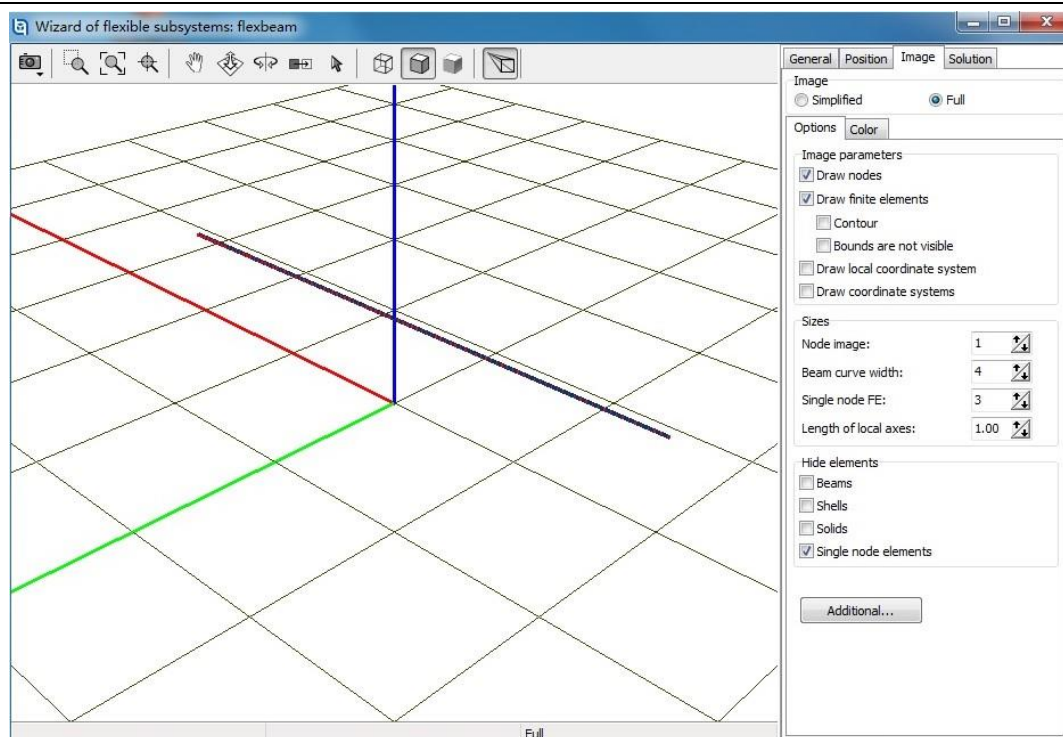 Wizard of flexible subsystems: flexbeam
General Position Image Solution
Image
Simplified Full
Options Color
Image parameters
Draw nodes
Draw finite elements
Contour
Bounds are not visible
Draw local coordinate system
Draw coordinate systems
Sizes
Node image: 1
Beam curve width: 4
Single node FE: 3
Length of local axes: 1.00
Hide elements
Beams
Shells
Solids
Single node elements
Additional...
Full